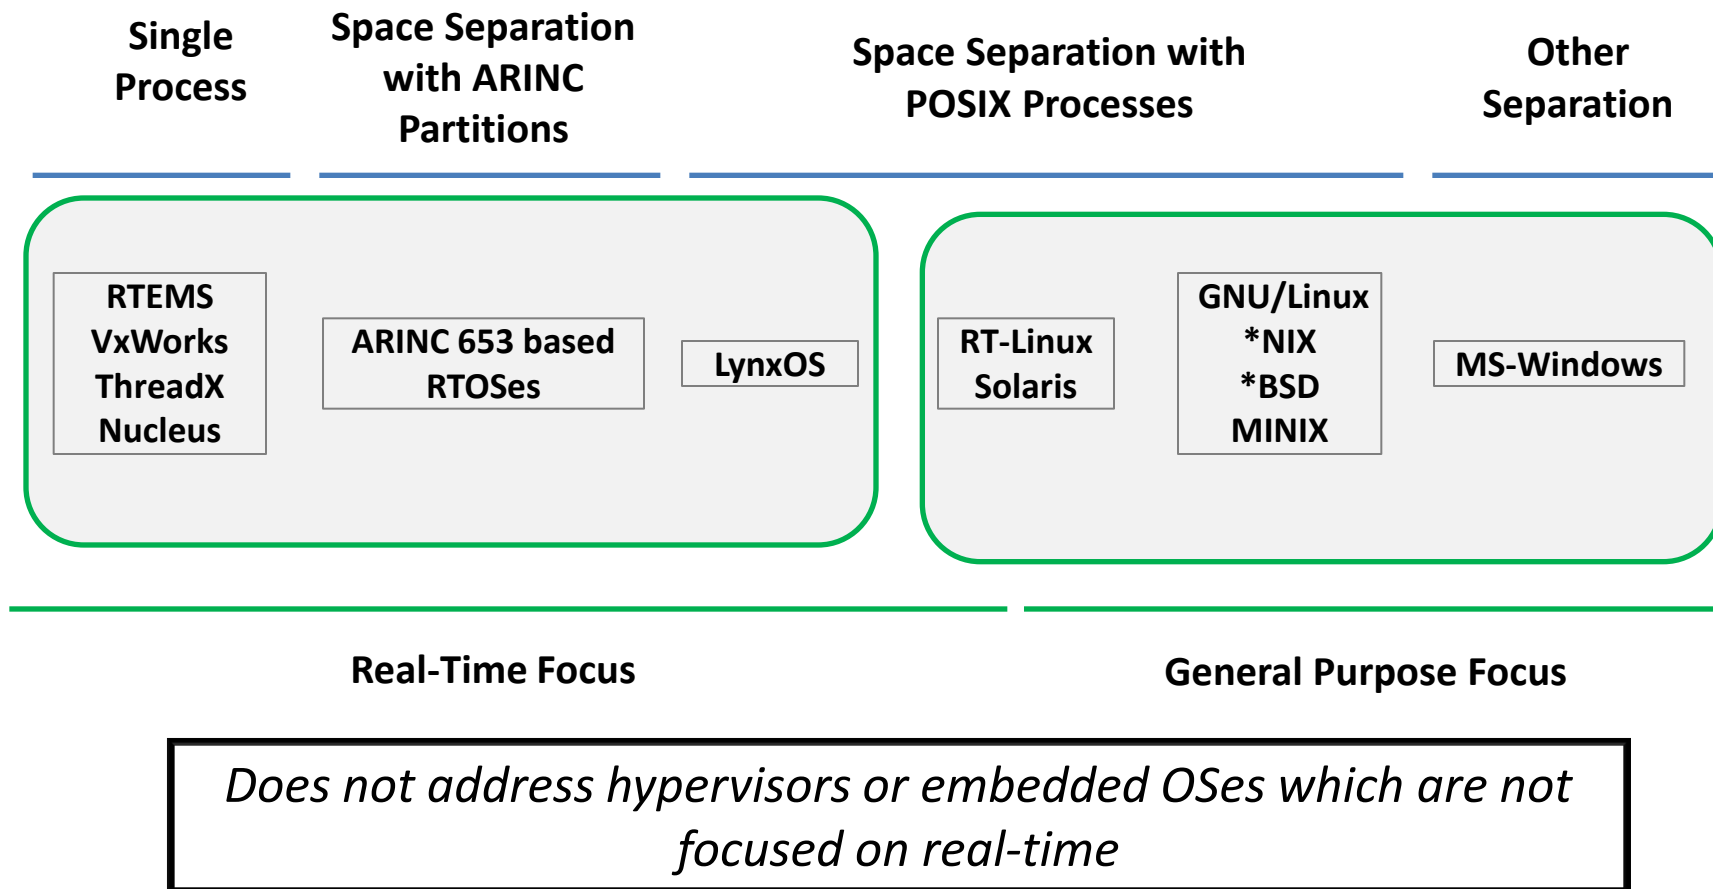 Single
Process
Space Separation
with ARINC
Partitions
Space Separation with
POSIX Processes
Other
Separation
RTEMS
VxWorks
ThreadX
Nucleus
ARINC 653 based
RTOSes
LynxOS
RT-Linux
Solaris
GNU/Linux
*NIX
*BSD
MINIX
MS-Windows
Real-Time Focus
General Purpose Focus
Does not address hypervisors or embedded OSes which are not
focused on real-time